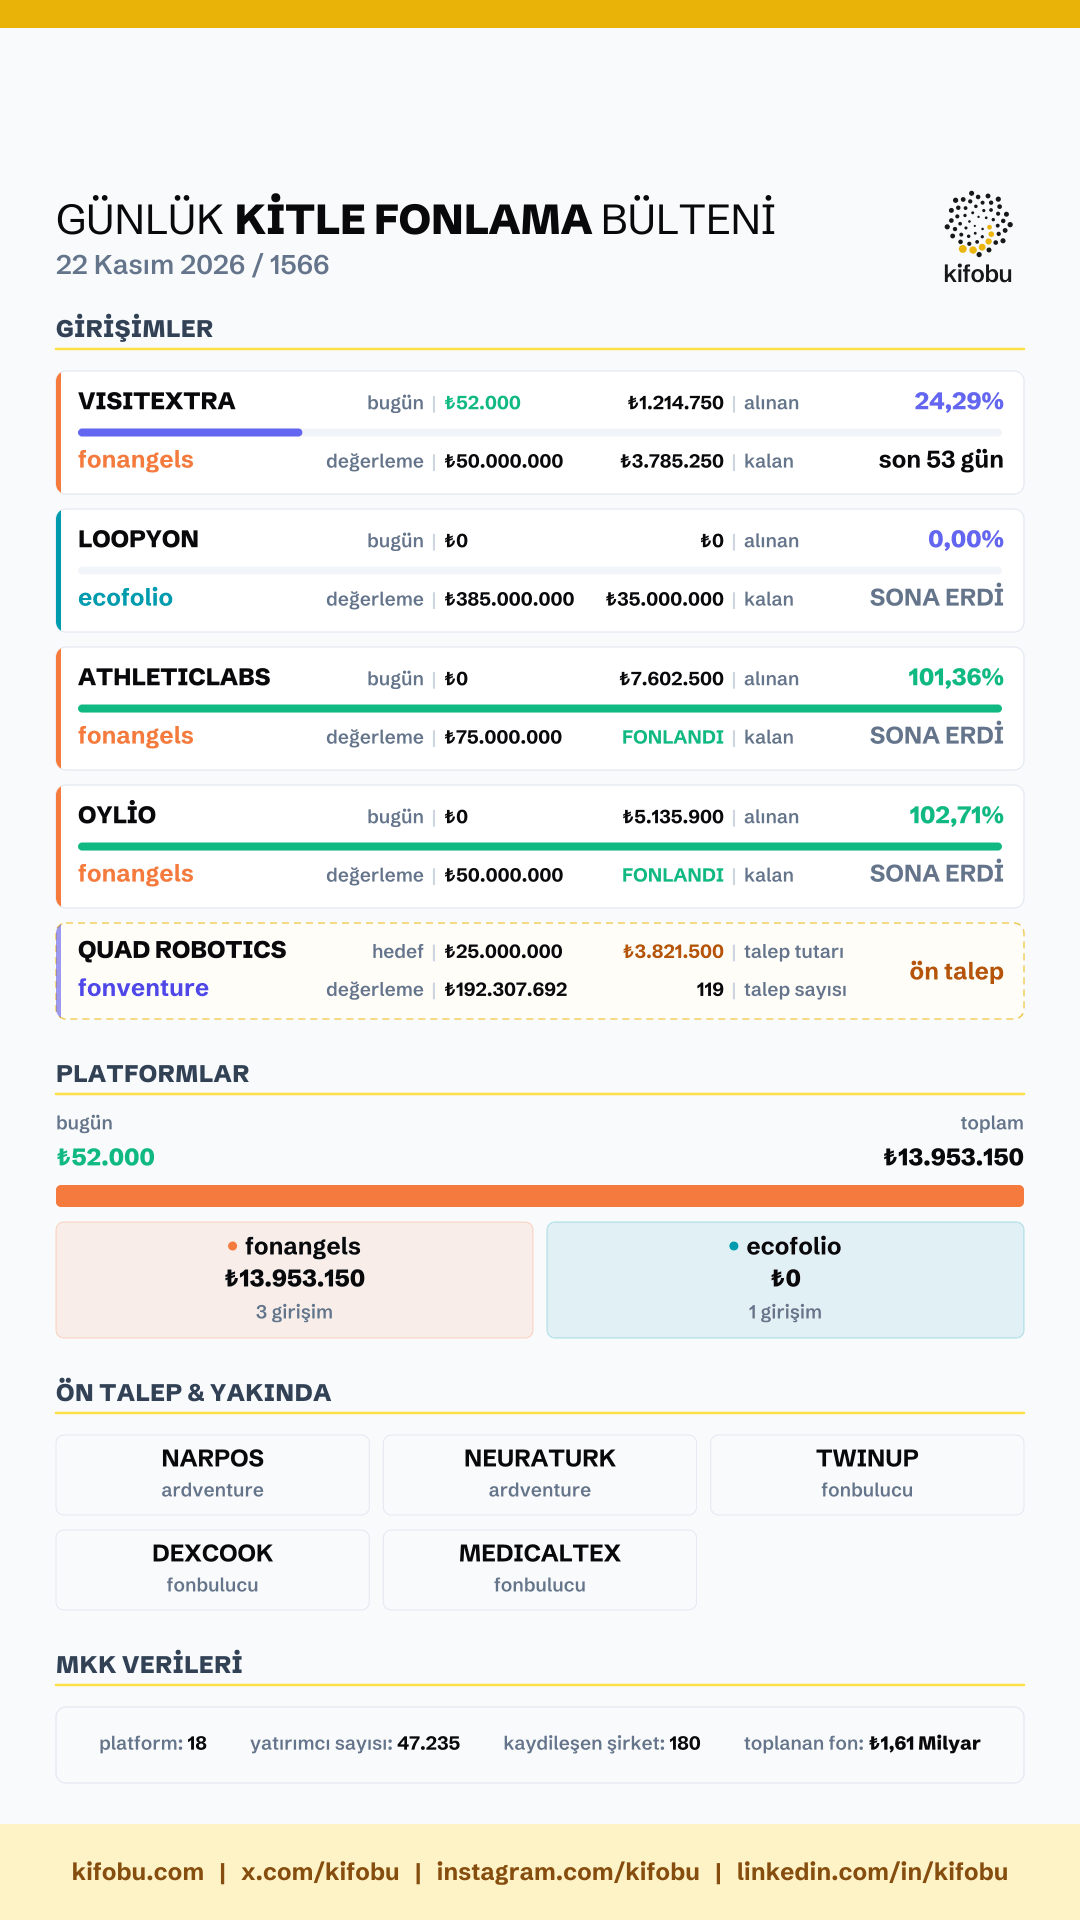 GÜNLÜK KİTLE FONLAMA BÜLTENİ
22 Kasım 2026 / 1566
kifobu
GİRİŞİMLER
VISITEXTRA bugün | ₺52.000 ₺1.214.750 | alınan 24,29%
fonangels değerleme | ₺50.000.000 ₺3.785.250 | kalan son 53 gün
LOOPYON bugün | ₺0 ₺0 | alınan 0,00%
ecofolio değerleme | ₺385.000.000 ₺35.000.000 | kalan SONA ERDİ
ATHLETICLABS bugün | ₺0 ₺7.602.500 | alınan 101,36%
fonangels değerleme | ₺75.000.000 FONLANDI | kalan SONA ERDİ
OYLİO bugün | ₺0 ₺5.135.900 | alınan 102,71%
fonangels değerleme | ₺50.000.000 FONLANDI | kalan SONA ERDİ
QUAD ROBOTICS hedef | ₺25.000.000 ₺3.821.500 | talep tutarı
ön talep
fonventure değerleme | ₺192.307.692 119 | talep sayısı
PLATFORMLAR
bugün toplam
₺52.000 ₺13.953.150
fonangels ecofolio
₺13.953.150 ₺0
3 girişim 1 girişim
ÖN TALEP & YAKINDA
NARPOS NEURATURK TWINUP
ardventure ardventure fonbulucu
DEXCOOK MEDICALTEX
fonbulucu fonbulucu
MKK VERİLERİ
platform: 18 yatırımcı sayısı: 47.235 kaydileşen şirket: 180 toplanan fon: ₺1,61 Milyar
kifobu.com | x.com/kifobu | instagram.com/kifobu | linkedin.com/in/kifobu